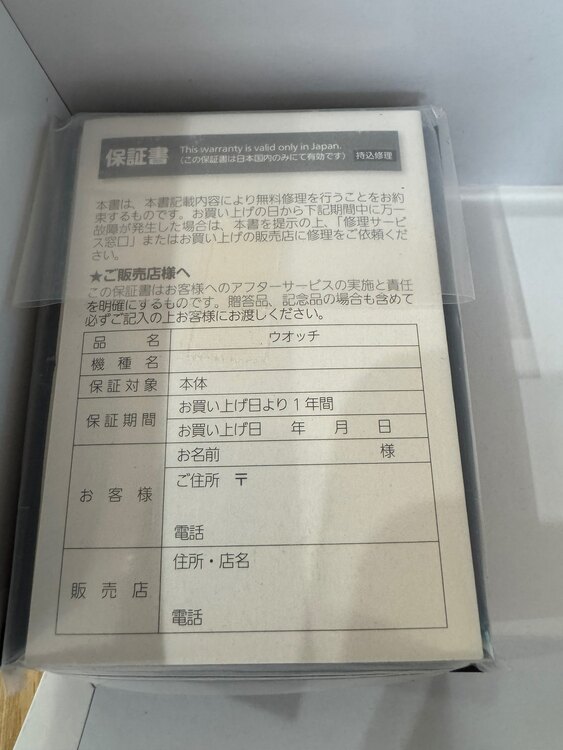 保証書 This warranty is valid only in Japan.
(この保証書は日本国内のみにて有効です) 持込修理
本書は、本書記載内容により無料修理を行うことをお約
束するものです。お買い上げの日から下記期間中に万一
故障が発生した場合は、本書を提示の上、「修理サービ
ス窓口」またはお買い上げの販売店に修理をご依頼くだ
さい。
★ご販売店様へ
この保証書はお客様へのアフターサービスの実施と責任
を明確にするものです。贈答品、記念品の場合も含めて
必ずご記入の上お客様にお渡しください。
品名 ウオッチ
機種名
保証対象 本体
保証期間 お買い上げ日より1年間
お買い上げ日 年 月 日
お客様 お名前 様
ご住所 〒
電話
販売店 住所・店名
電話